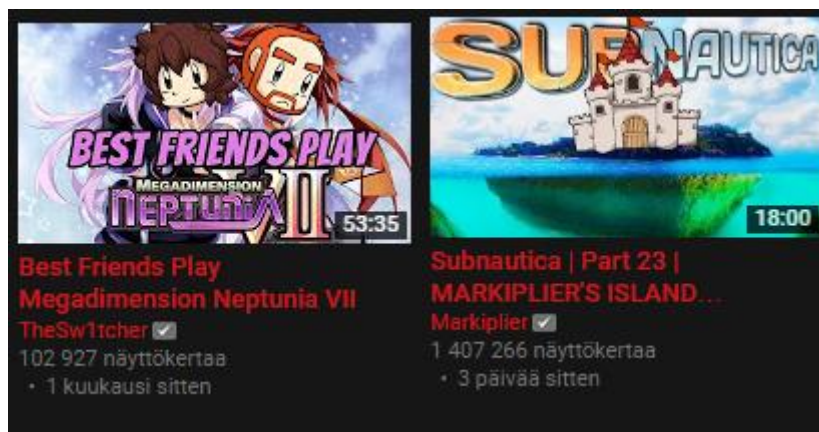 BEST FRIENDS PLAY
MEGADIMENSION
NEPTUNIA VII
53:35
Best Friends Play
Megadimension Neptunia VII
TheSw1tcher
102 927 näyttökertaa
• 1 kuukausi sitten
SUBNAUTICA
18:00
Subnautica | Part 23 |
MARKIPLIER'S ISLAND...
Markiplier
1 407 266 näyttökertaa
• 3 päivää sitten